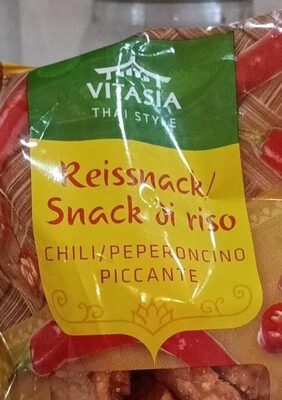 VITASIA
THAI STYLE
Reissnack/
Snack di riso
CHILI/PEPERONCINO
PICCANTE